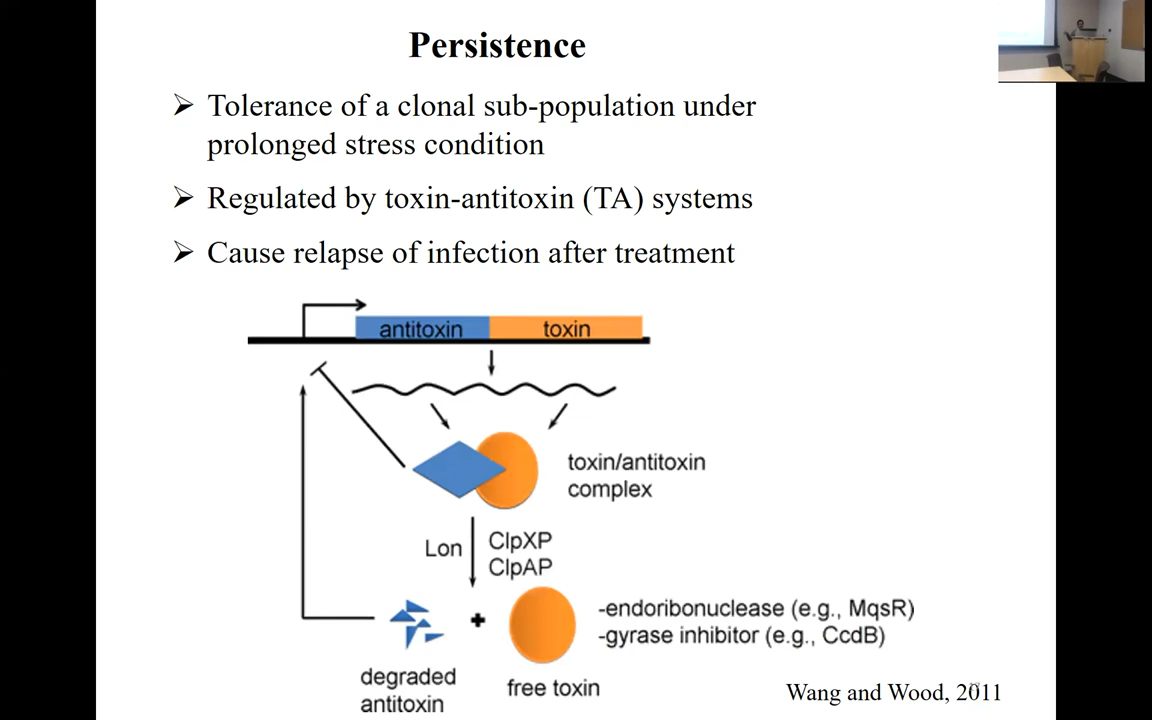 Persistence
➢ Tolerance of a clonal sub-population under
prolonged stress condition
➢ Regulated by toxin-antitoxin (TA) systems
➢ Cause relapse of infection after treatment
antitoxin toxin
toxin/antitoxin
complex
Lon
ClpXP
ClpAP
-endoribonuclease (e.g., MqsR)
-gyrase inhibitor (e.g., CcdB)
+
degraded
antitoxin
free toxin
Wang and Wood, 2011